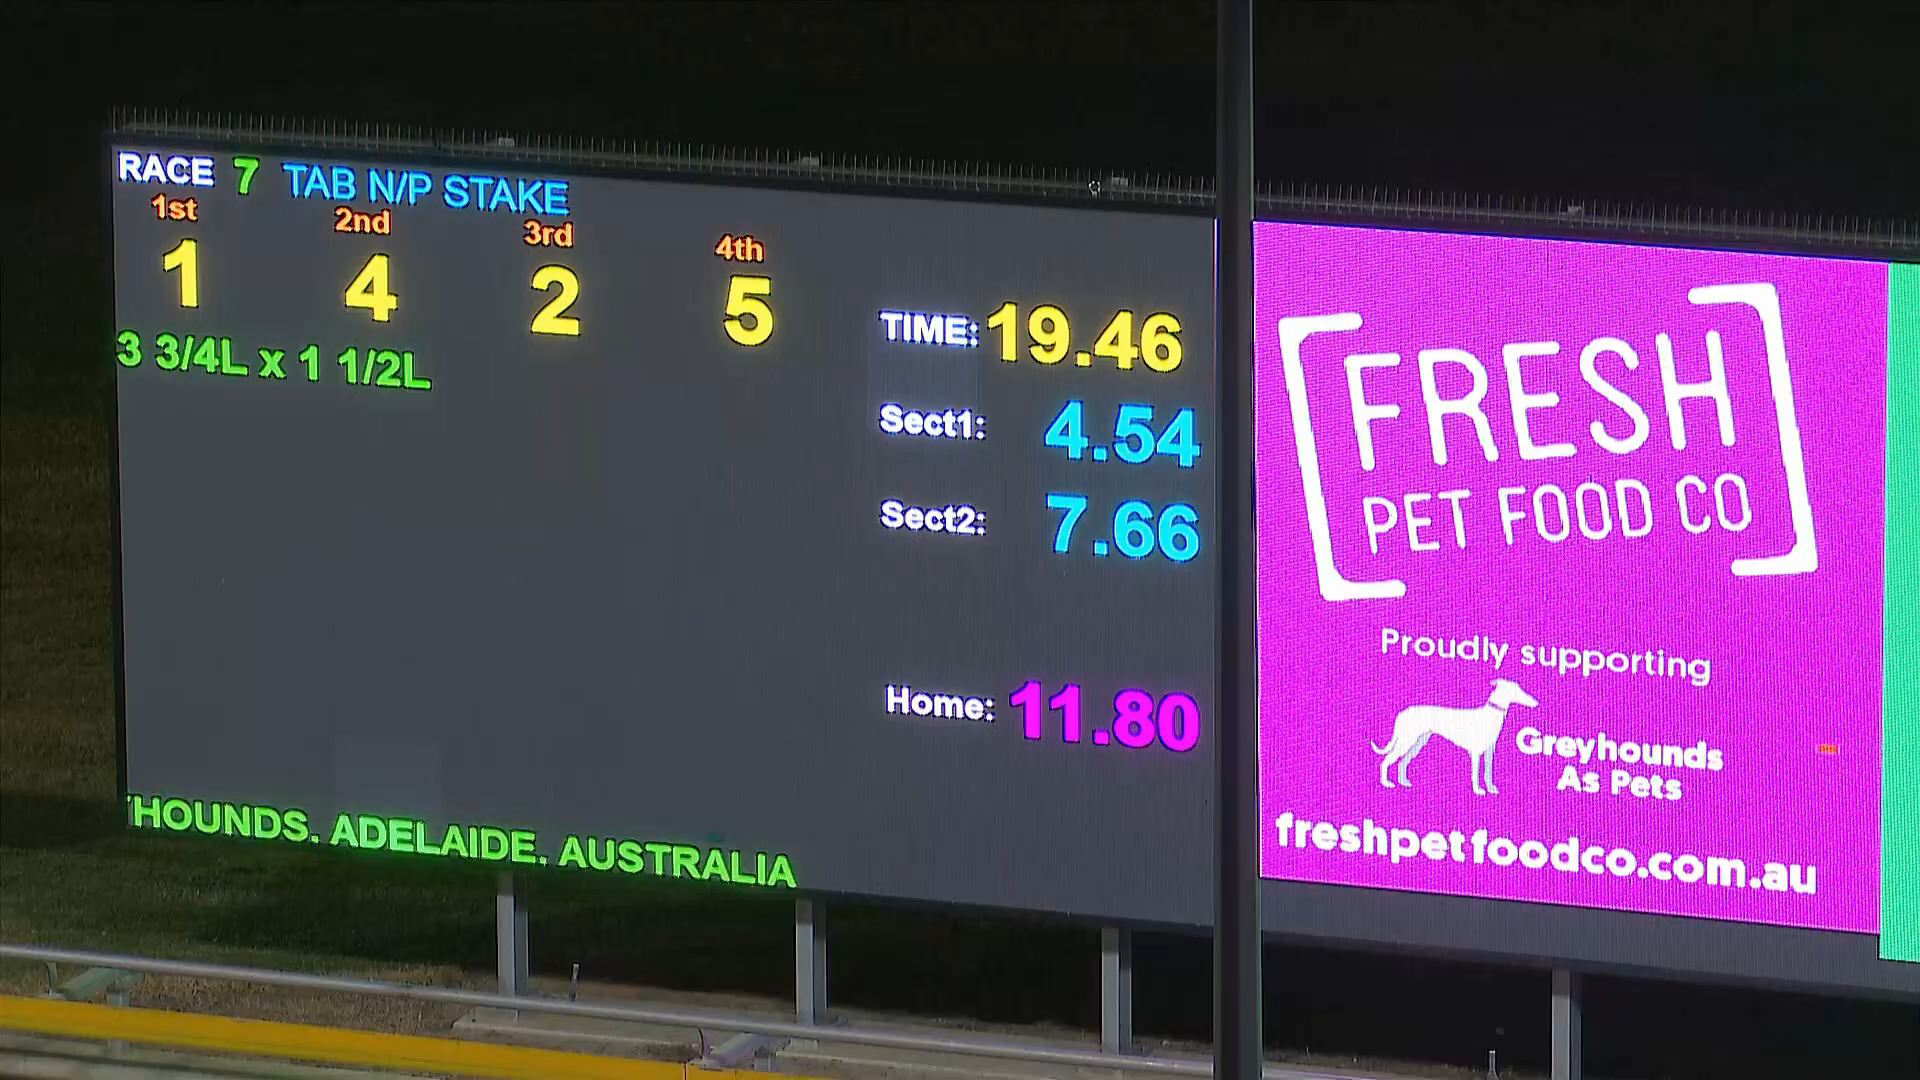 RACE 7 TAB N/P STAKE
1st 2nd 3rd 4th
1 4 2 5
3 3/4L x 1 1/2L
TIME: 19.46
Sect1: 4.54
Sect2: 7.66
Home: 11.80
HOUNDS. ADELAIDE. AUSTRALIA
FRESH
PET FOOD CO
Proudly supporting
Greyhounds
As Pets
freshpetfoodco.com.au